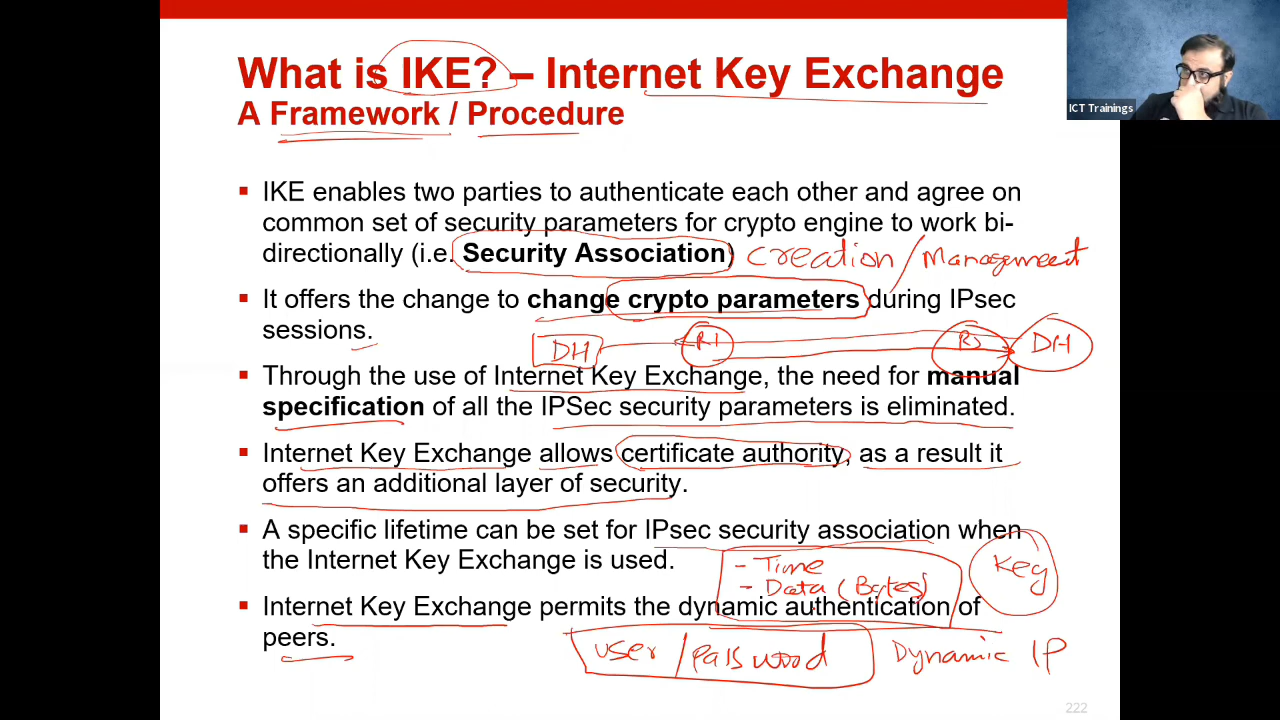 What is IKE? – Internet Key Exchange
A Framework / Procedure
ICT Trainings
▪ IKE enables two parties to authenticate each other and agree on
common set of security parameters for crypto engine to work bi-
directionally (i.e. Security Association) Creation / Management
▪ It offers the change to change crypto parameters during IPsec
sessions.
DH R1 R2 DH
▪ Through the use of Internet Key Exchange, the need for manual
specification of all the IPSec security parameters is eliminated.
▪ Internet Key Exchange allows certificate authority, as a result it
offers an additional layer of security.
▪ A specific lifetime can be set for IPsec security association when
the Internet Key Exchange is used.
- Time
- Data (Bytes)
Key
▪ Internet Key Exchange permits the dynamic authentication of
peers.
user / password Dynamic IP
222